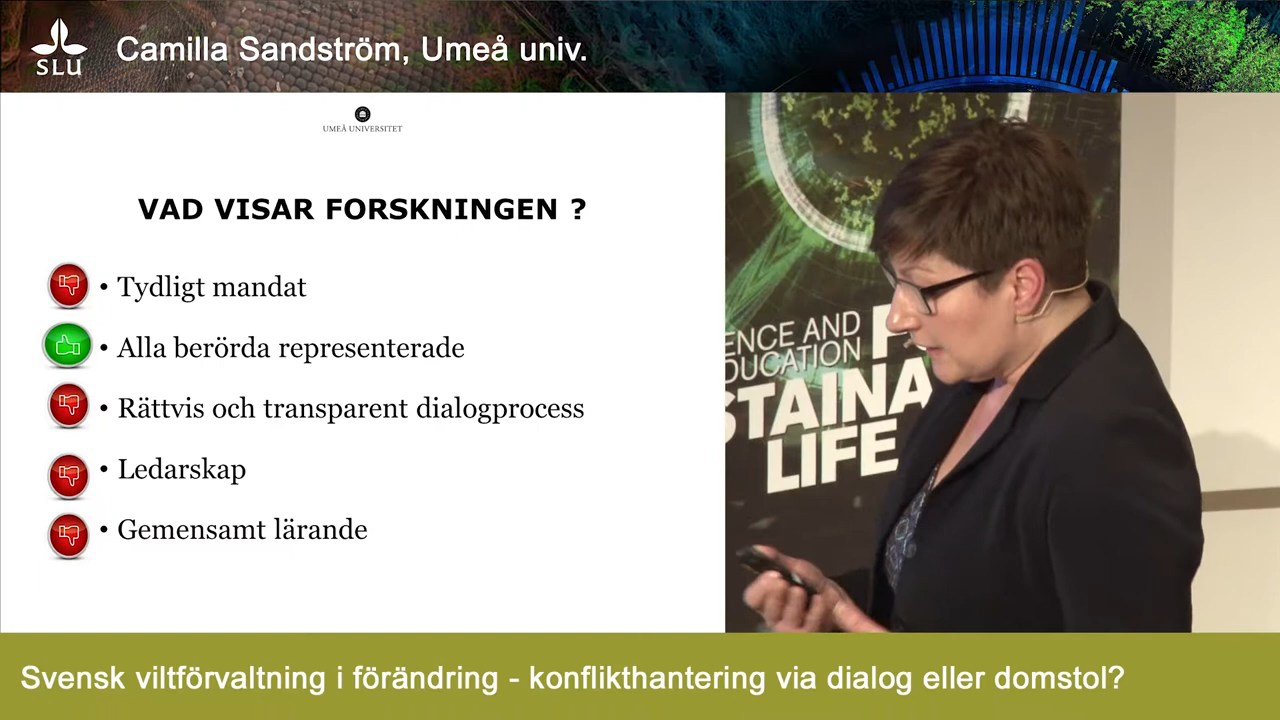 SLU
Camilla Sandström, Umeå univ.
UMEÅ UNIVERSITET
VAD VISAR FORSKNINGEN ?
• Tydligt mandat
• Alla berörda representerade
• Rättvis och transparent dialogprocess
• Ledarskap
• Gemensamt lärande
ENCE AND
DUCATION
STAINA
LIFE
Svensk viltförvaltning i förändring - konflikthantering via dialog eller domstol?